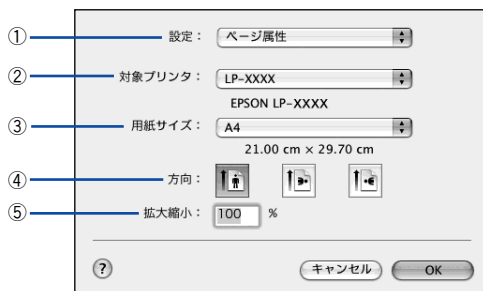 ① 設定： ページ属性
② 対象プリンタ： LP-XXXX
EPSON LP-XXXX
③ 用紙サイズ： A4
21.00 cm × 29.70 cm
④ 方向：
⑤ 拡大縮小： 100 %
? キャンセル OK